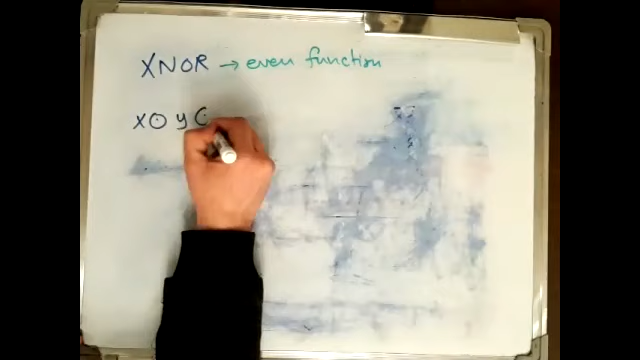 XNOR → even function
x⊙y